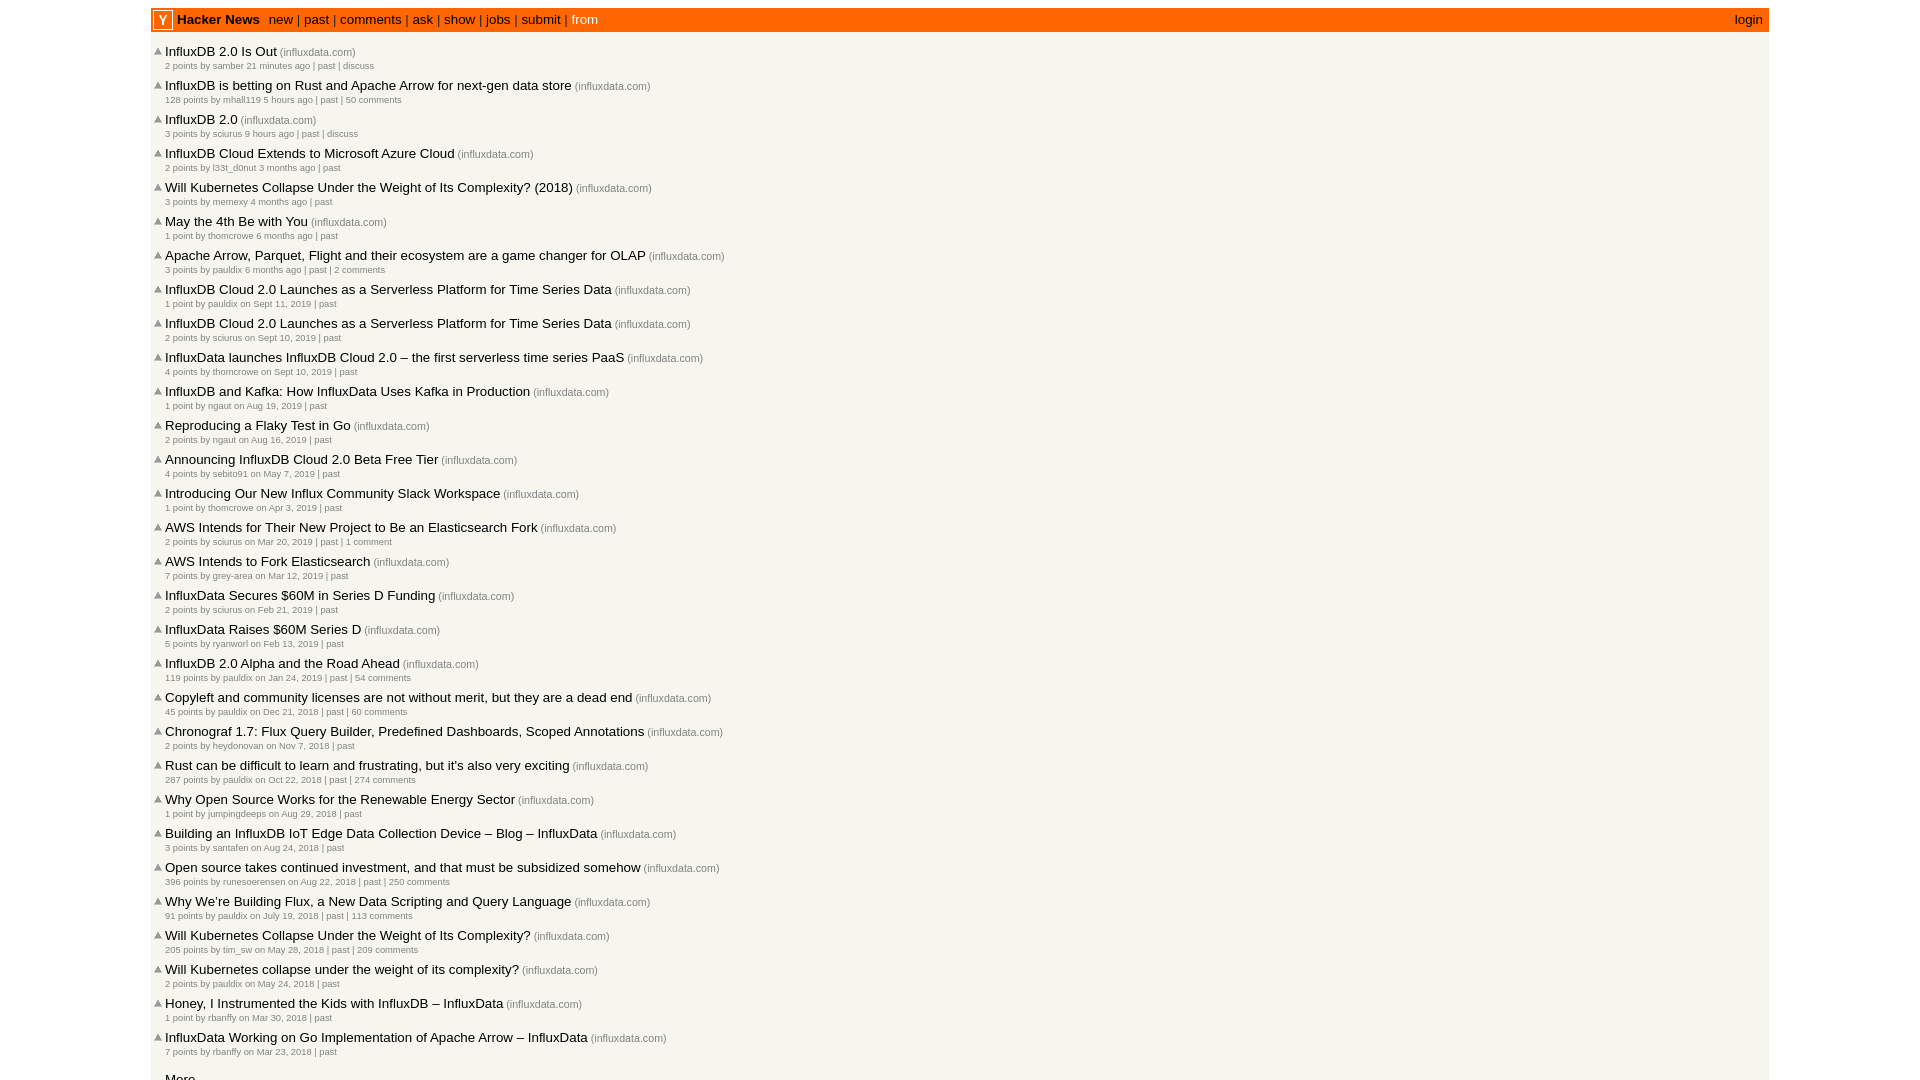 Y Hacker News new | past | comments | ask | show | jobs | submit | from login
InfluxDB 2.0 Is Out (influxdata.com)
2 points by samber 21 minutes ago | past | discuss
InfluxDB is betting on Rust and Apache Arrow for next-gen data store (influxdata.com)
128 points by mhall119 5 hours ago | past | 50 comments
InfluxDB 2.0 (influxdata.com)
3 points by sciurus 9 hours ago | past | discuss
InfluxDB Cloud Extends to Microsoft Azure Cloud (influxdata.com)
2 points by l33t_d0nut 3 months ago | past
Will Kubernetes Collapse Under the Weight of Its Complexity? (2018) (influxdata.com)
3 points by memexy 4 months ago | past
May the 4th Be with You (influxdata.com)
1 point by thomcrowe 6 months ago | past
Apache Arrow, Parquet, Flight and their ecosystem are a game changer for OLAP (influxdata.com)
3 points by pauldix 6 months ago | past | 2 comments
InfluxDB Cloud 2.0 Launches as a Serverless Platform for Time Series Data (influxdata.com)
1 point by pauldix on Sept 11, 2019 | past
InfluxDB Cloud 2.0 Launches as a Serverless Platform for Time Series Data (influxdata.com)
2 points by sciurus on Sept 10, 2019 | past
InfluxData launches InfluxDB Cloud 2.0 – the first serverless time series PaaS (influxdata.com)
4 points by thomcrowe on Sept 10, 2019 | past
InfluxDB and Kafka: How InfluxData Uses Kafka in Production (influxdata.com)
1 point by ngaut on Aug 19, 2019 | past
Reproducing a Flaky Test in Go (influxdata.com)
2 points by ngaut on Aug 16, 2019 | past
Announcing InfluxDB Cloud 2.0 Beta Free Tier (influxdata.com)
4 points by sebito91 on May 7, 2019 | past
Introducing Our New Influx Community Slack Workspace (influxdata.com)
1 point by thomcrowe on Apr 3, 2019 | past
AWS Intends for Their New Project to Be an Elasticsearch Fork (influxdata.com)
2 points by sciurus on Mar 20, 2019 | past | 1 comment
AWS Intends to Fork Elasticsearch (influxdata.com)
7 points by grey-area on Mar 12, 2019 | past
InfluxData Secures $60M in Series D Funding (influxdata.com)
2 points by sciurus on Feb 21, 2019 | past
InfluxData Raises $60M Series D (influxdata.com)
5 points by ryanworl on Feb 13, 2019 | past
InfluxDB 2.0 Alpha and the Road Ahead (influxdata.com)
119 points by pauldix on Jan 24, 2019 | past | 54 comments
Copyleft and community licenses are not without merit, but they are a dead end (influxdata.com)
45 points by pauldix on Dec 21, 2018 | past | 60 comments
Chronograf 1.7: Flux Query Builder, Predefined Dashboards, Scoped Annotations (influxdata.com)
2 points by heydonovan on Nov 7, 2018 | past
Rust can be difficult to learn and frustrating, but it's also very exciting (influxdata.com)
287 points by pauldix on Oct 22, 2018 | past | 274 comments
Why Open Source Works for the Renewable Energy Sector (influxdata.com)
1 point by jumpingdeeps on Aug 29, 2018 | past
Building an InfluxDB IoT Edge Data Collection Device – Blog – InfluxData (influxdata.com)
3 points by santafen on Aug 24, 2018 | past
Open source takes continued investment, and that must be subsidized somehow (influxdata.com)
396 points by runesoerensen on Aug 22, 2018 | past | 250 comments
Why We’re Building Flux, a New Data Scripting and Query Language (influxdata.com)
91 points by pauldix on July 19, 2018 | past | 113 comments
Will Kubernetes Collapse Under the Weight of Its Complexity? (influxdata.com)
205 points by tim_sw on May 28, 2018 | past | 209 comments
Will Kubernetes collapse under the weight of its complexity? (influxdata.com)
2 points by pauldix on May 24, 2018 | past
Honey, I Instrumented the Kids with InfluxDB – InfluxData (influxdata.com)
1 point by rbanffy on Mar 30, 2018 | past
InfluxData Working on Go Implementation of Apache Arrow – InfluxData (influxdata.com)
7 points by rbanffy on Mar 23, 2018 | past
More